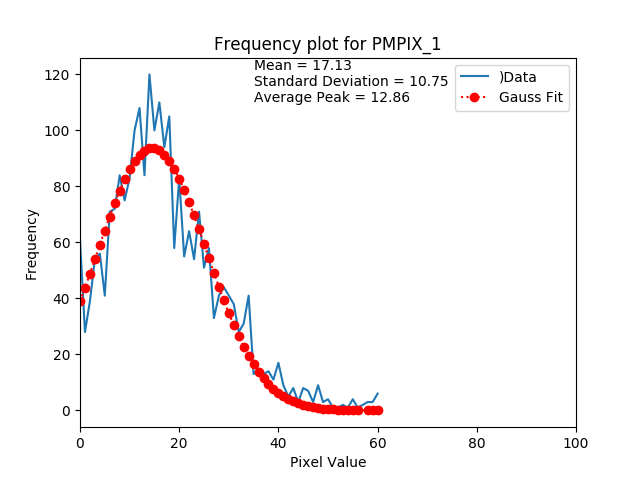 Frequency plot for PMPIX_1
Mean = 17.13
Standard Deviation = 10.75
Average Peak = 12.86
)Data
Gauss Fit
Frequency
120
100
80
60
40
20
0
0 20 40 60 80 100
Pixel Value